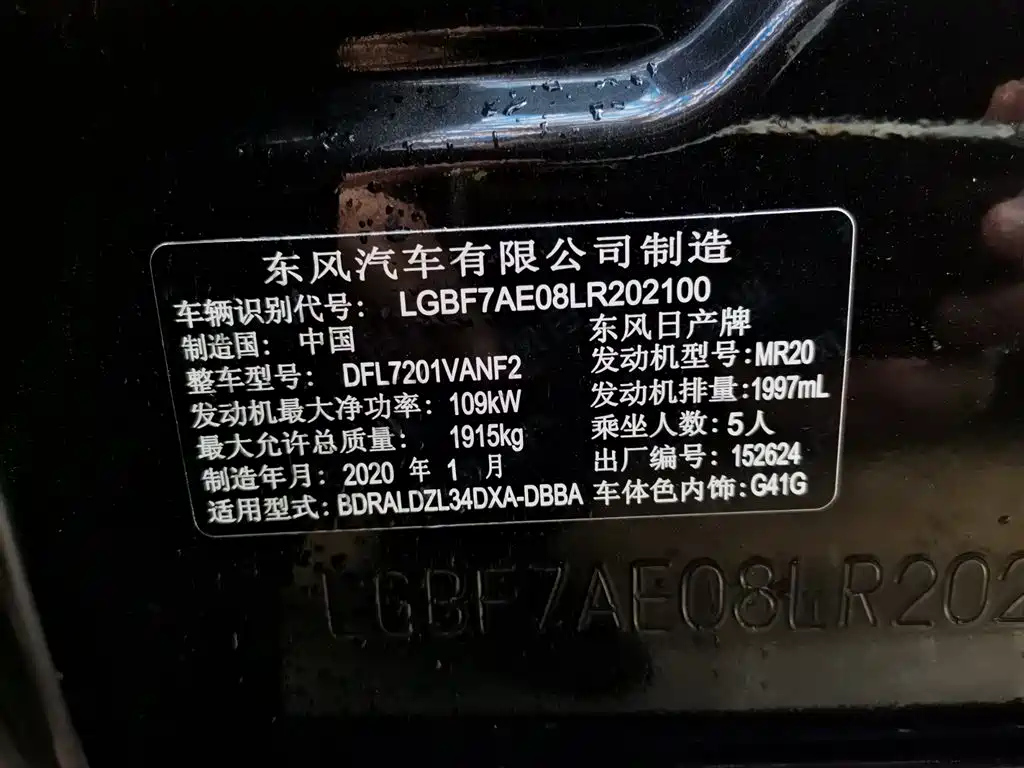 东风汽车有限公司制造
车辆识别代号: LGBF7AE08LR202100
制造国: 中国 东风日产牌
整车型号: DFL7201VANF2 发动机型号:MR20
发动机最大净功率: 109kW 发动机排量:1997mL
最大允许总质量: 1915kg 乘坐人数:5人
制造年月: 2020 年 1 月 出厂编号: 152624
适用型式:BDRALDZL34DXA-DBBA 车体色内饰:G41G
LGBF7AE08LR202